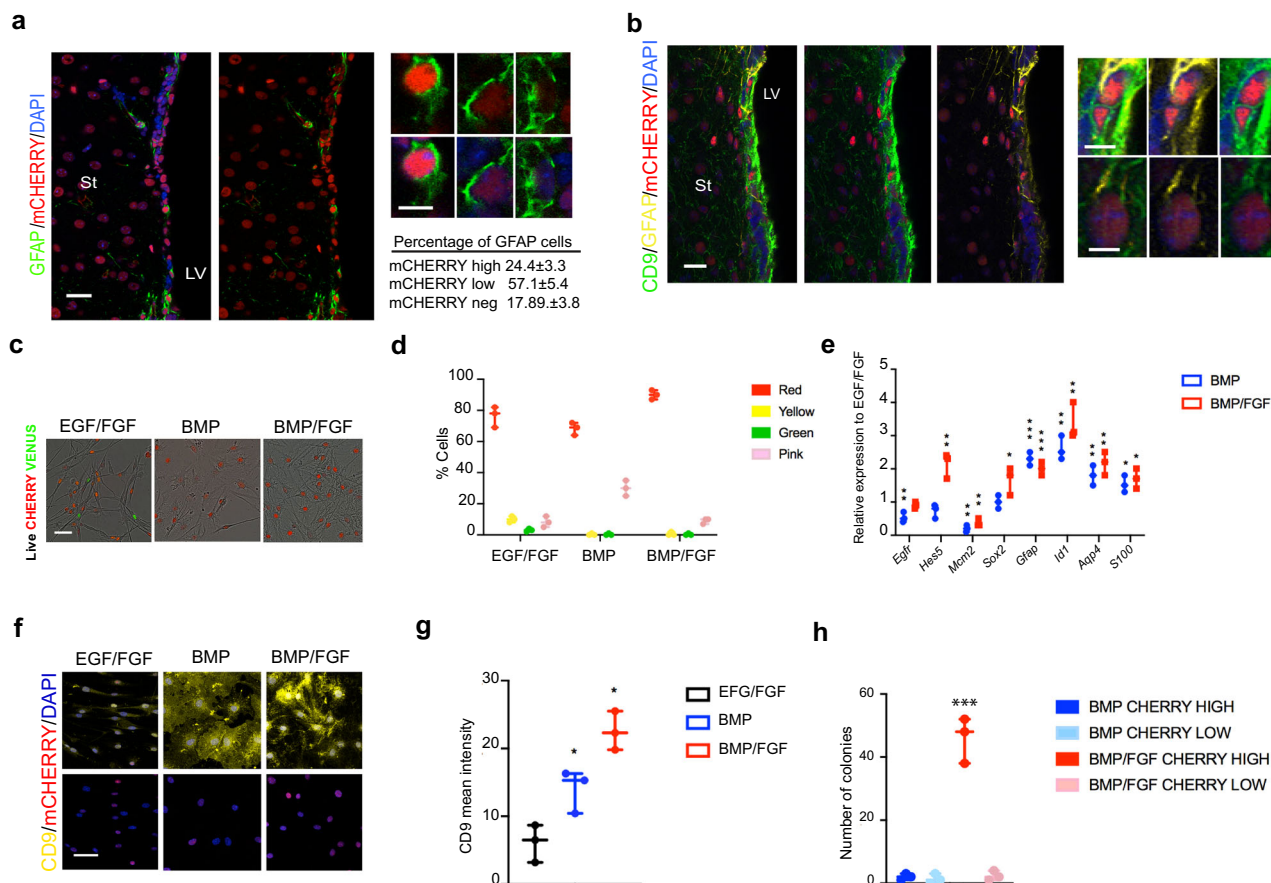 a
GFAP/mCHERRY/DAPI
St
LV
Percentage of GFAP cells
mCHERRY high 24.4±3.3
mCHERRY low 57.1±5.4
mCHERRY neg 17.89.±3.8
b
CD9/GFAP/mCHERRY/DAPI
LV
St
c
Live CHERRY VENUS
EGF/FGF
BMP
BMP/FGF
d
% Cells
100
80
60
40
20
0
EGF/FGF
BMP
BMP/FGF
Red
Yellow
Green
Pink
e
Relative expression to EGF/FGF
5
4
3
2
1
0
** ** ** ** * *** *** ** ** ** ** * *
Egfr
Hes5
Mcm2
Sox2
Gfap
Id1
Aqp4
S100
BMP
BMP/FGF
f
CD9/mCHERRY/DAPI
EGF/FGF
BMP
BMP/FGF
g
CD9 mean intensity
30
20
10
0
*
*
EFG/FGF
BMP
BMP/FGF
h
Number of colonies
60
40
20
0
***
BMP CHERRY HIGH
BMP CHERRY LOW
BMP/FGF CHERRY HIGH
BMP/FGF CHERRY LOW